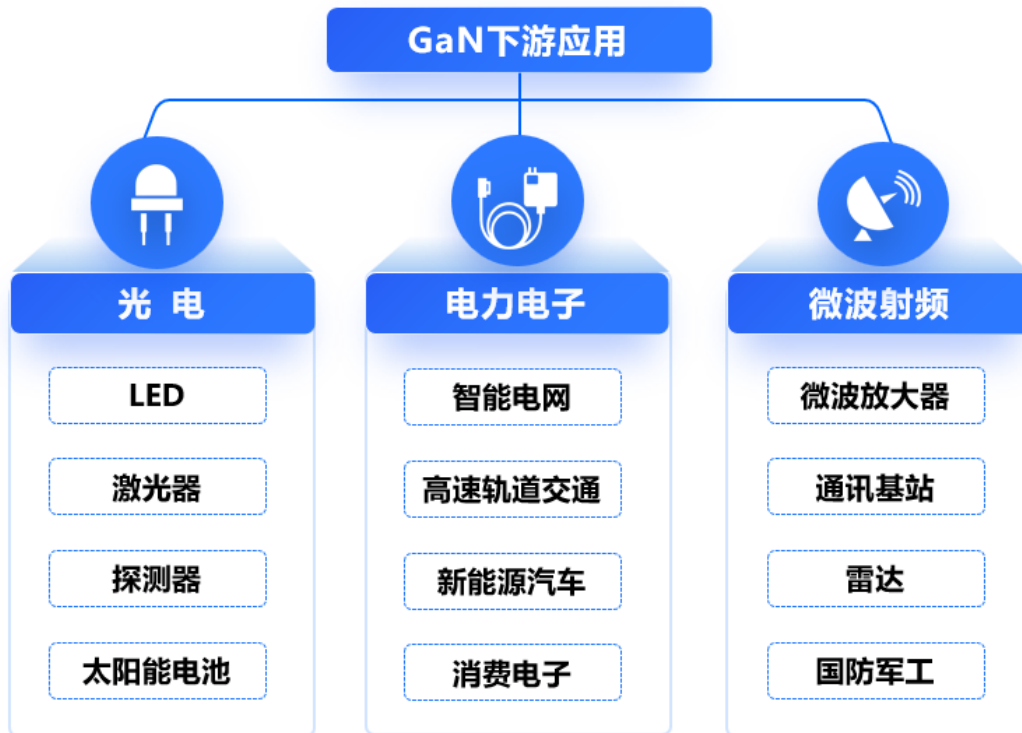 GaN下游应用
光 电
LED
激光器
探测器
太阳能电池
电力电子
智能电网
高速轨道交通
新能源汽车
消费电子
微波射频
微波放大器
通讯基站
雷达
国防军工